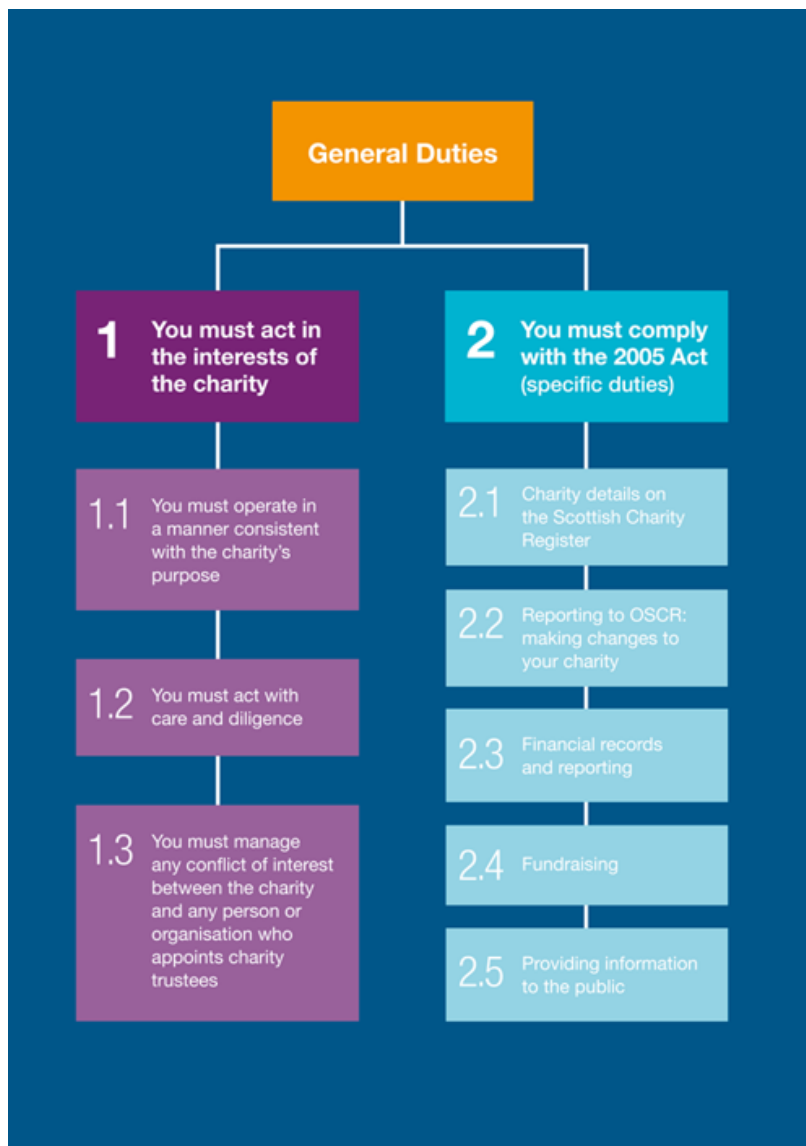 General Duties
1
You must act in
the interests of
the charity
1.1
You must operate in
a manner consistent
with the charity’s
purpose
1.2
You must act with
care and diligence
1.3
You must manage
any conflict of interest
between the charity
and any person or
organisation who
appoints charity
trustees
2
You must comply
with the 2005 Act
(specific duties)
2.1
Charity details on
the Scottish Charity
Register
2.2
Reporting to OSCR:
making changes to
your charity
2.3
Financial records
and reporting
2.4
Fundraising
2.5
Providing information
to the public